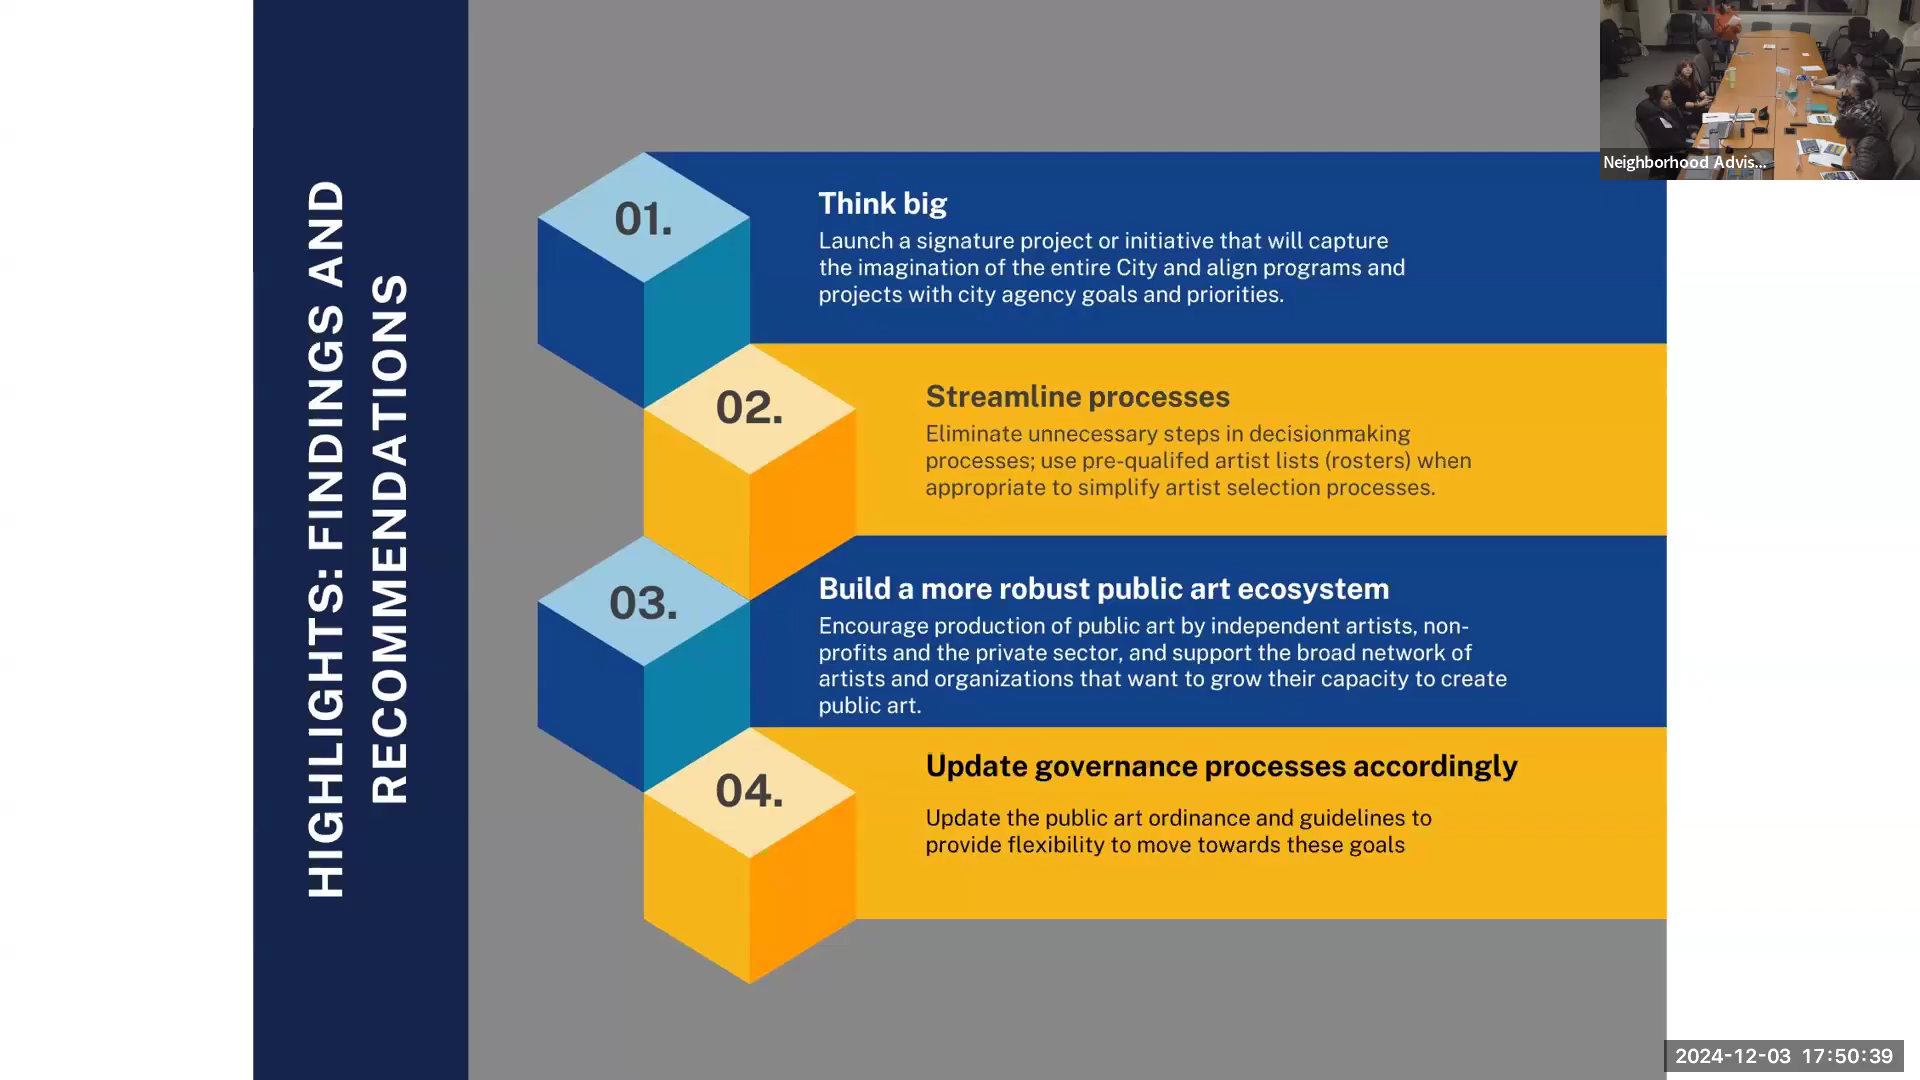 HIGHLIGHTS: FINDINGS AND
RECOMMENDATIONS
01.
Think big
Launch a signature project or initiative that will capture
the imagination of the entire City and align programs and
projects with city agency goals and priorities.
02.
Streamline processes
Eliminate unnecessary steps in decisionmaking
processes; use pre-qualifed artist lists (rosters) when
appropriate to simplify artist selection processes.
03.
Build a more robust public art ecosystem
Encourage production of public art by independent artists, non-
profits and the private sector, and support the broad network of
artists and organizations that want to grow their capacity to create
public art.
04.
Update governance processes accordingly
Update the public art ordinance and guidelines to
provide flexibility to move towards these goals
Neighborhood Advis...
2024-12-03 17:50:39